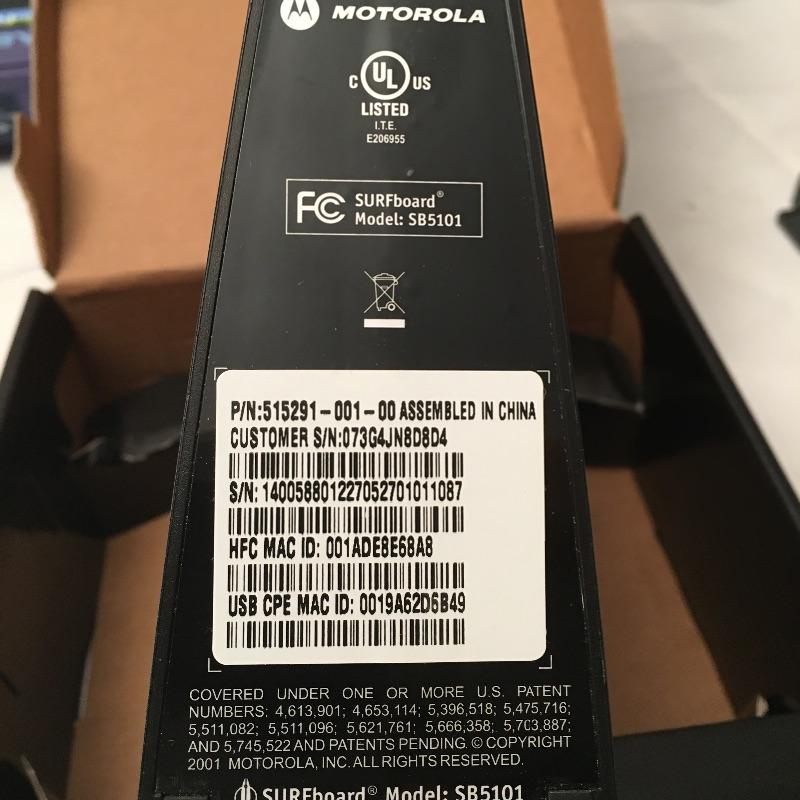 MOTOROLA
C UL US
LISTED
I.T.E.
E206955
FC SURFboard®
Model: SB5101
P/N:515291-001-00 ASSEMBLED IN CHINA
CUSTOMER S/N:073G4JN8D8D4
S/N: 140058801227052701011087
HFC MAC ID: 001ADE8E68A8
USB CPE MAC ID: 0019A62D6B49
COVERED UNDER ONE OR MORE U.S. PATENT
NUMBERS: 4,613,901; 4,653,114; 5,396,518; 5,475,716;
5,511,082; 5,511,096; 5,621,761; 5,666,358; 5,703,887;
AND 5,745,522 AND PATENTS PENDING. © COPYRIGHT
2001 MOTOROLA, INC. ALL RIGHTS RESERVED.
SURFboard® Model: SB5101